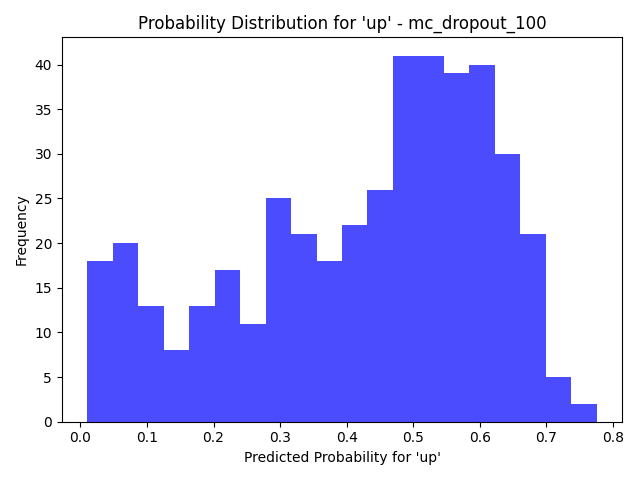 Probability Distribution for 'up' - mc_dropout_100
40
35
30
25
20
15
10
5
0
Frequency
0.0 0.1 0.2 0.3 0.4 0.5 0.6 0.7 0.8
Predicted Probability for 'up'